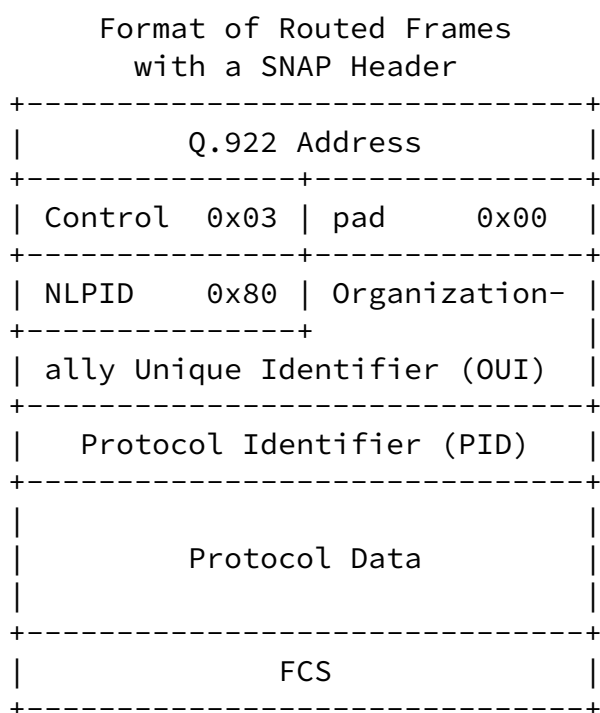 Format of Routed Frames
with a SNAP Header
+-------------------------------+
| Q.922 Address |
+---------------+---------------+
| Control 0x03 | pad 0x00 |
+---------------+---------------+
| NLPID 0x80 | Organization- |
+---------------+ |
| ally Unique Identifier (OUI) |
+-------------------------------+
| Protocol Identifier (PID) |
+-------------------------------+
| |
| Protocol Data |
| |
+-------------------------------+
| FCS |
+-------------------------------+